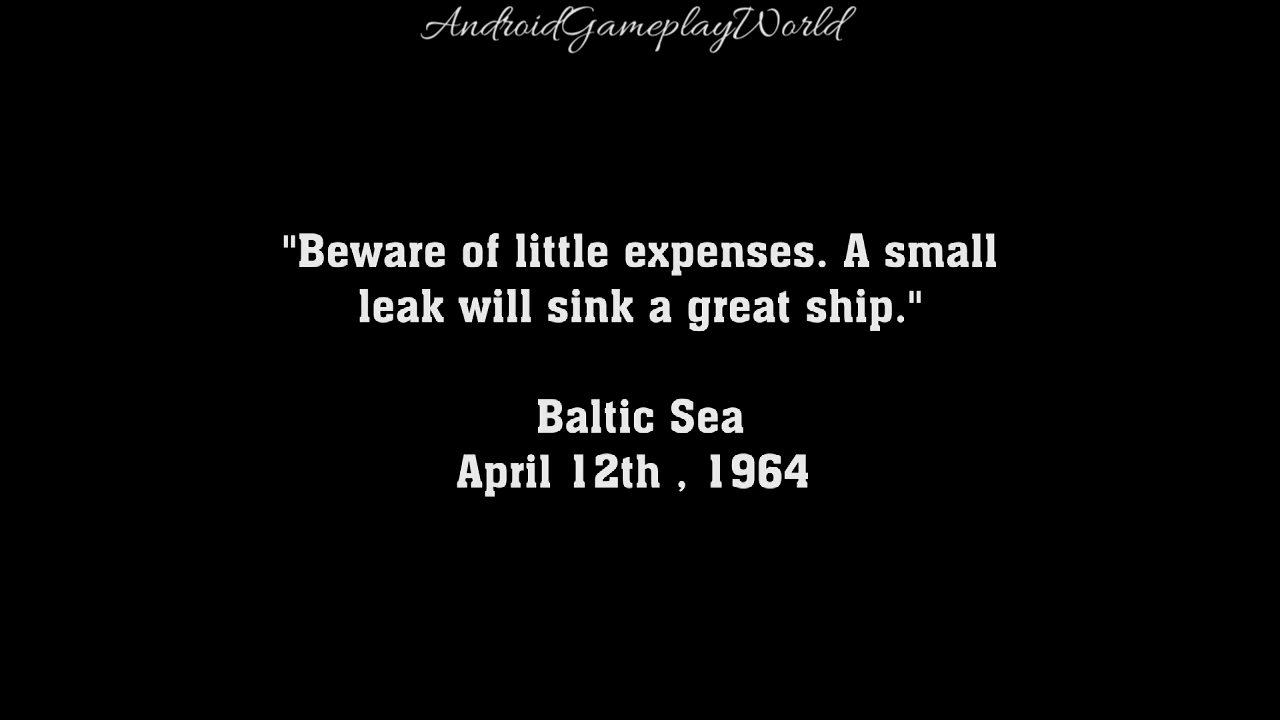 AndroidGameplayWorld
"Beware of little expenses. A small
leak will sink a great ship."
Baltic Sea
April 12th , 1964